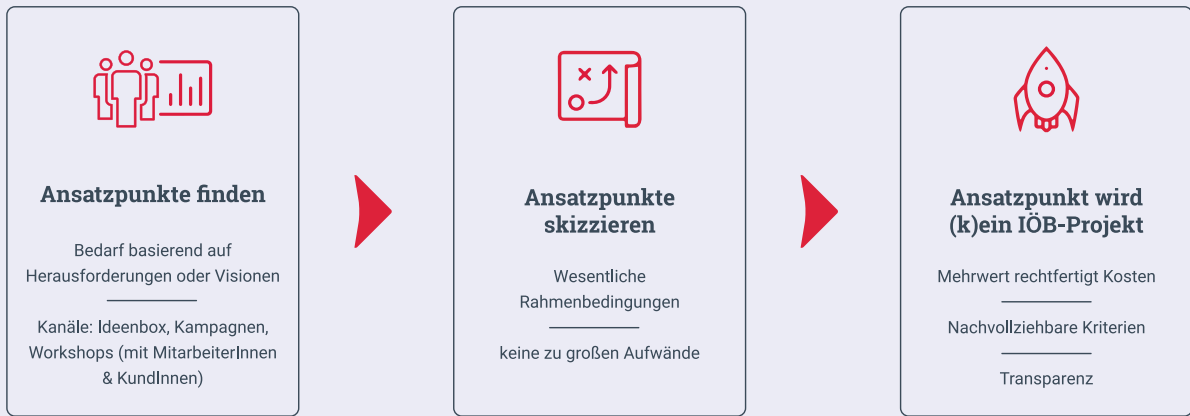 Ansatzpunkte finden
Bedarf basierend auf
Herausforderungen oder Visionen
Kanäle: Ideenbox, Kampagnen,
Workshops (mit MitarbeiterInnen
& KundInnen)
Ansatzpunkte
skizzieren
Wesentliche
Rahmenbedingungen
keine zu großen Aufwände
Ansatzpunkt wird
(k)ein IÖB-Projekt
Mehrwert rechtfertigt Kosten
Nachvollziehbare Kriterien
Transparenz